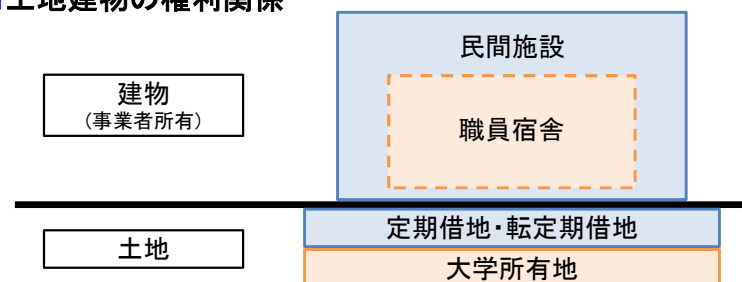 土地建物の権利関係
民間施設
建物
(事業者所有)
職員宿舎
定期借地・転定期借地
土地
大学所有地